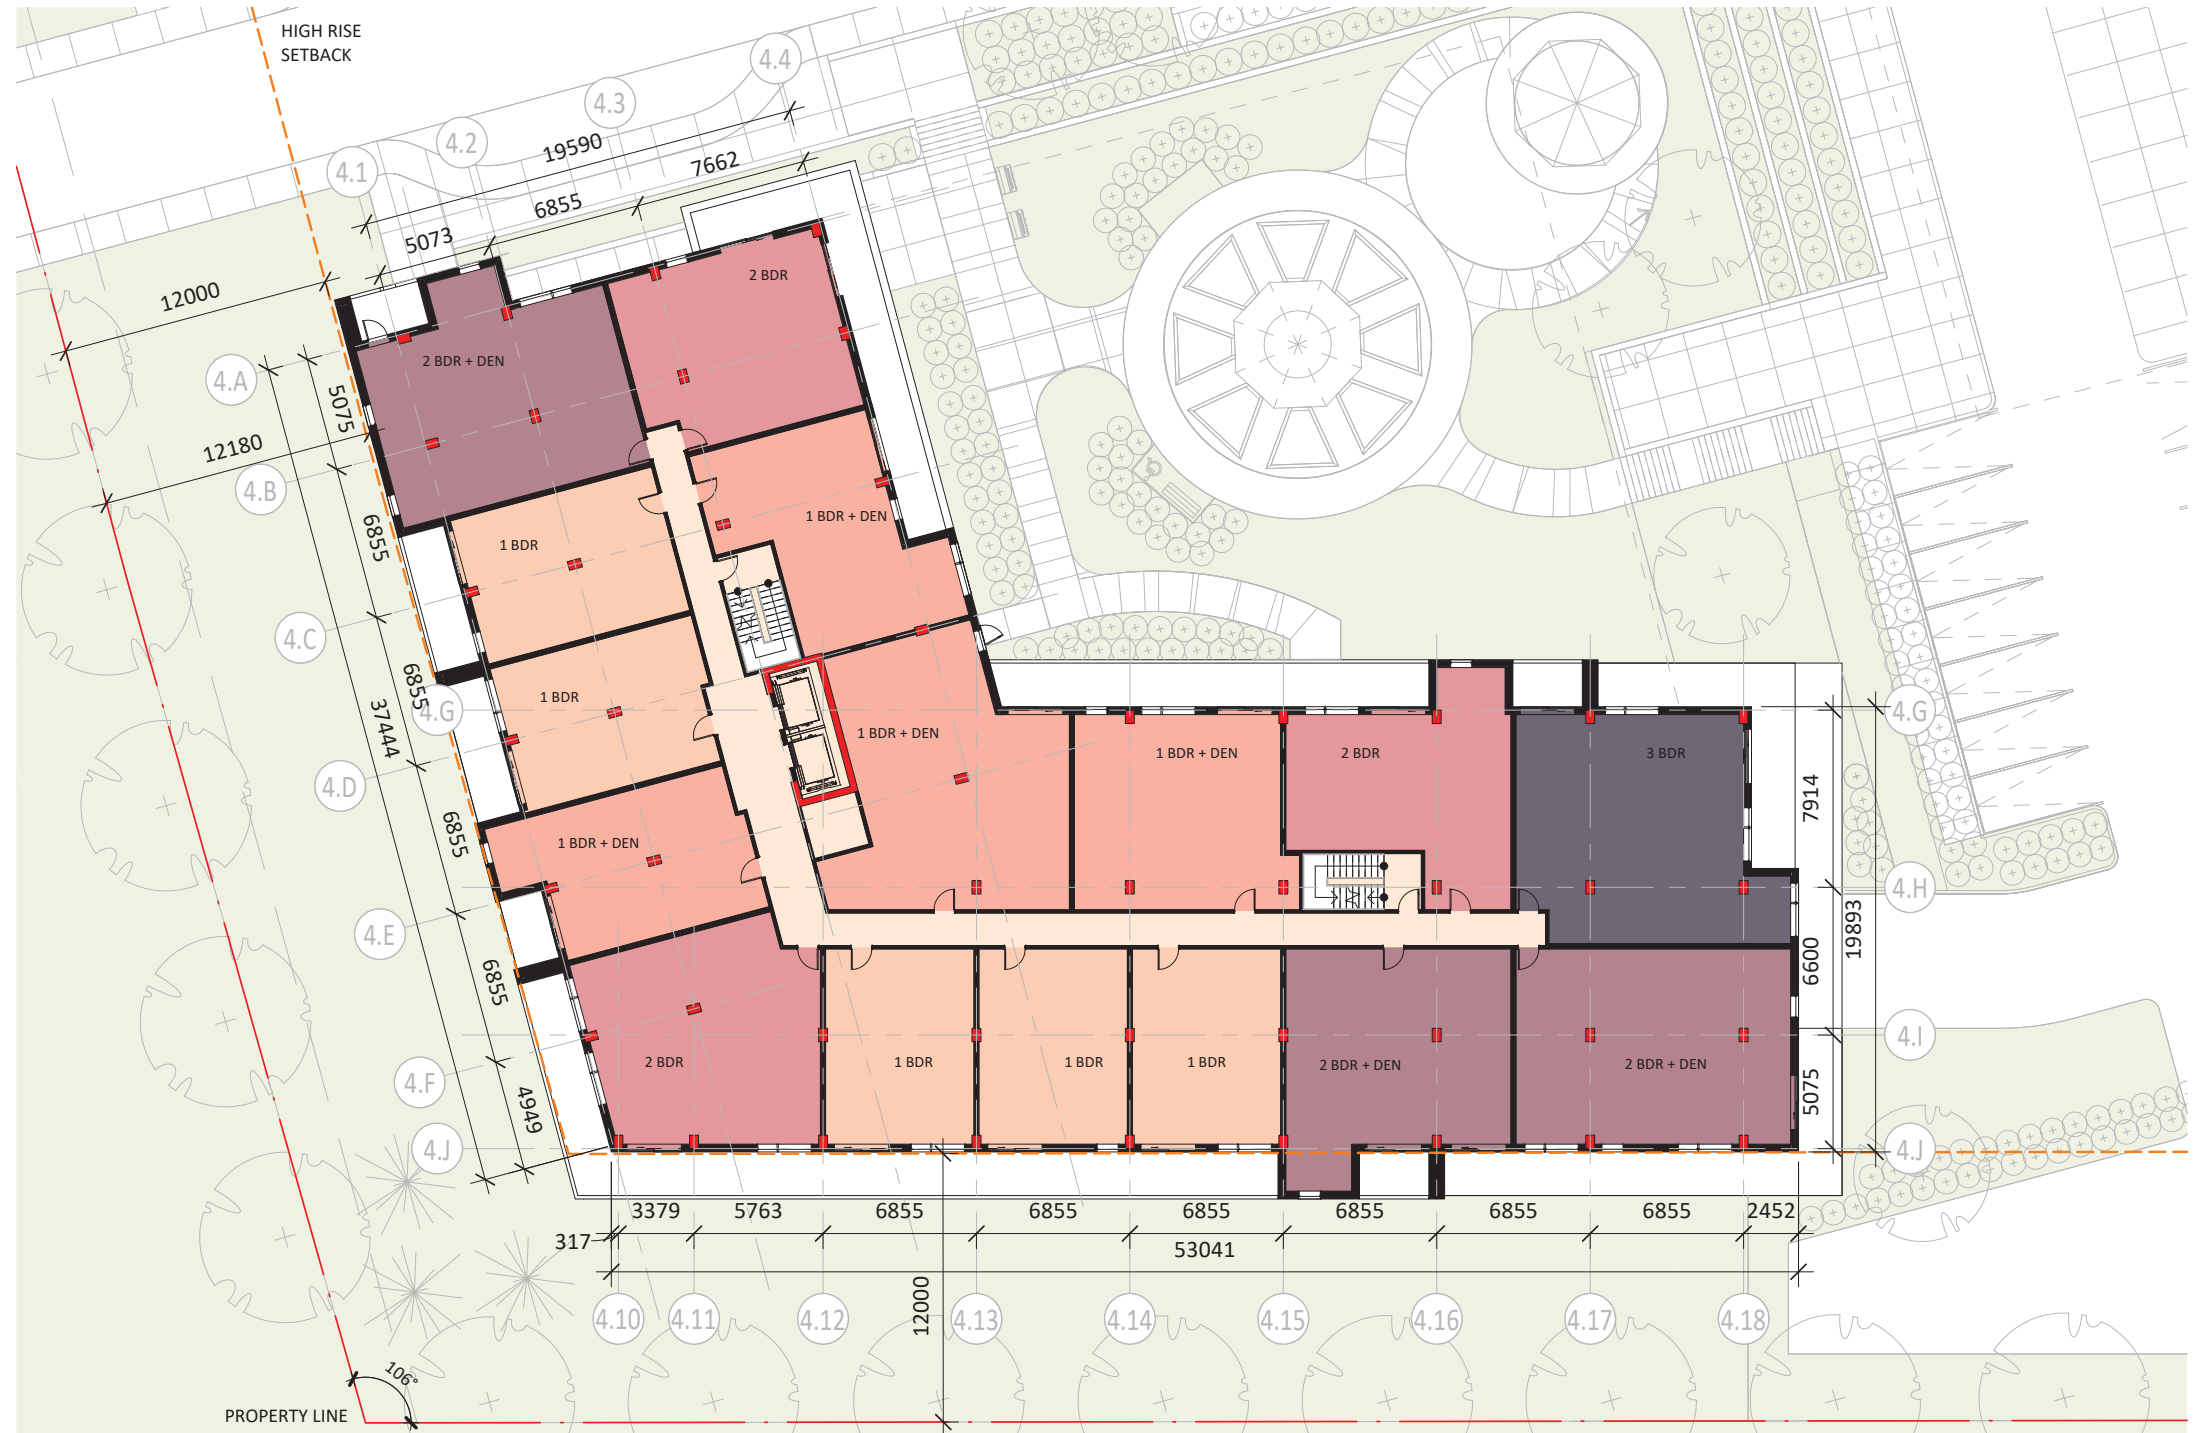 HIGH RISE
SETBACK
4.4
4.3
4.2
4.1
19590
7662
6855
5073
12000
2 BDR
2 BDR + DEN
4.A
5075
12180
4.B
6855
1 BDR
1 BDR + DEN
4.C
6855
4.G
1 BDR
37444
1 BDR + DEN
1 BDR + DEN
2 BDR
3 BDR
4.G
4.D
7914
6855
1 BDR + DEN
4.H
4.E
19893
6855
6600
4.I
2 BDR
1 BDR
1 BDR
1 BDR
2 BDR + DEN
2 BDR + DEN
4.F
4949
5075
4.J
4.J
3379
5763
6855
6855
6855
6855
6855
6855
2452
317
53041
12000
4.10
4.11
4.12
4.13
4.14
4.15
4.16
4.17
4.18
106°
PROPERTY LINE